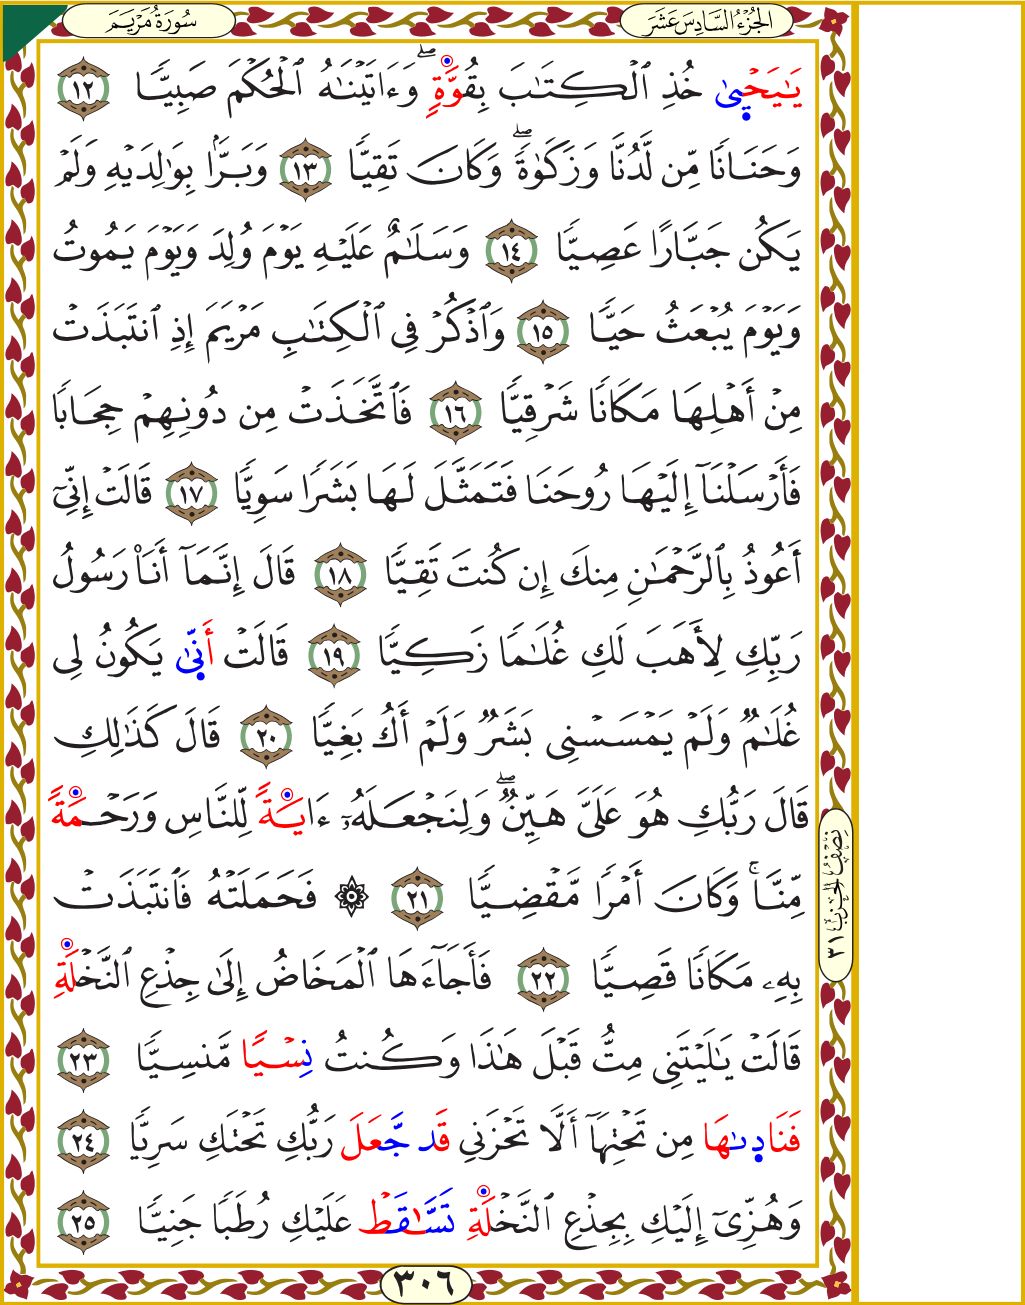 سُورَةُ مَرۡيَمَ
الجُزْءُ السَّادِسَ عَشَرَ
يَٰيَحۡيٜىٰ خُذِ ٱلۡكِتَٰبَ بِقُوَّةٖۖ وَءَاتَيۡنَٰهُ ٱلۡحُكۡمَ صَبِيّٗا ١٢
وَحَنَانٗا مِّن لَّدُنَّا وَزَكَوٰةٗۖ وَكَانَ تَقِيّٗا ١٣ وَبَرَّۢا بِوَٰلِدَيۡهِ وَلَمۡ
يَكُن جَبَّارًا عَصِيّٗا ١٤ وَسَلَٰمٌ عَلَيۡهِ يَوۡمَ وُلِدَ وَيَوۡمَ يَمُوتُ
وَيَوۡمَ يُبۡعَثُ حَيّٗا ١٥ وَٱذۡكُرۡ فِي ٱلۡكِتَٰبِ مَرۡيَمَ إِذِ ٱنتَبَذَتۡ
مِنۡ أَهۡلِهَا مَكَانٗا شَرۡقِيّٗا ١٦ فَٱتَّخَذَتۡ مِن دُونِهِمۡ حِجَابٗا
فَأَرۡسَلۡنَآ إِلَيۡهَا رُوحَنَا فَتَمَثَّلَ لَهَا بَشَرٗا سَوِيّٗا ١٧ قَالَتۡ إِنِّيٓ
أَعُوذُ بِٱلرَّحۡمَٰنِ مِنكَ إِن كُنتَ تَقِيّٗا ١٨ قَالَ إِنَّمَآ أَنَا۠ رَسُولُ
رَبِّكِ لِأَهَبَ لَكِ غُلَٰمٗا زَكِيّٗا ١٩ قَالَتۡ أَنّٜىٰ يَكُونُ لِي
غُلَٰمٞ وَلَمۡ يَمۡسَسۡنِي بَشَرٞ وَلَمۡ أَكُ بَغِيّٗا ٢٠ قَالَ كَذَٰلِكِ
قَالَ رَبُّكِ هُوَ عَلَيَّ هَيِّنٞۖ وَلِنَجۡعَلَهُۥٓ ءَايَةٗ لِّلنَّاسِ وَرَحۡمَةٗ
مِّنَّاۚ وَكَانَ أَمۡرٗا مَّقۡضِيّٗا ٢١ ۞ فَحَمَلَتۡهُ فَٱنتَبَذَتۡ
بِهِۦ مَكَانٗا قَصِيّٗا ٢٢ فَأَجَآءَهَا ٱلۡمَخَاضُ إِلَىٰ جِذۡعِ ٱلنَّخۡلَةِ
قَالَتۡ يَٰلَيۡتَنِي مِتُّ قَبۡلَ هَٰذَا وَكُنتُ نِسۡيٗا مَّنسِيّٗا ٢٣
فَنَادٜىٰهَا مِن تَحۡتِهَآ أَلَّا تَحۡزَنِي قَد جَّعَلَ رَبُّكِ تَحۡتَكِ سَرِيّٗا ٢٤
وَهُزِّيٓ إِلَيۡكِ بِجِذۡعِ ٱلنَّخۡلَةِ تَسَّٰقَطۡ عَلَيۡكِ رُطَبٗا جَنِيّٗا ٢٥
نِصْفُ الحِزْبِ ٣١
٣٠٦